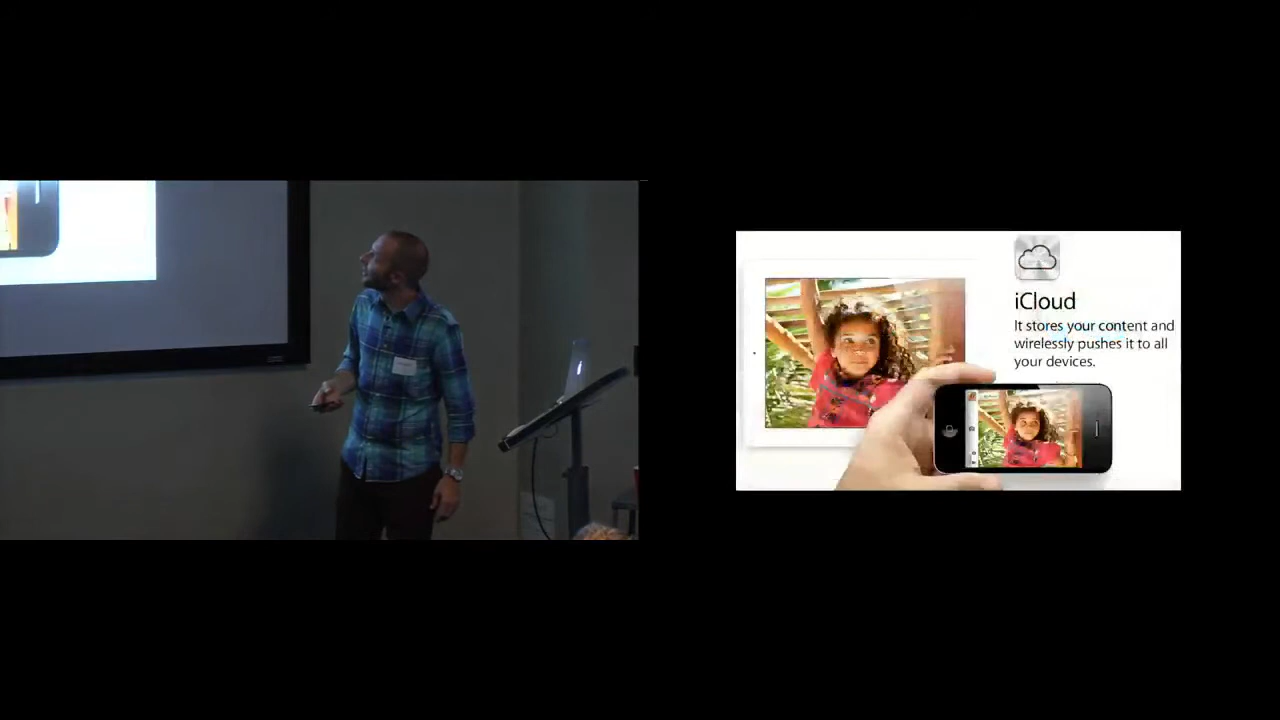 iCloud
It stores your content and
wirelessly pushes it to all
your devices.